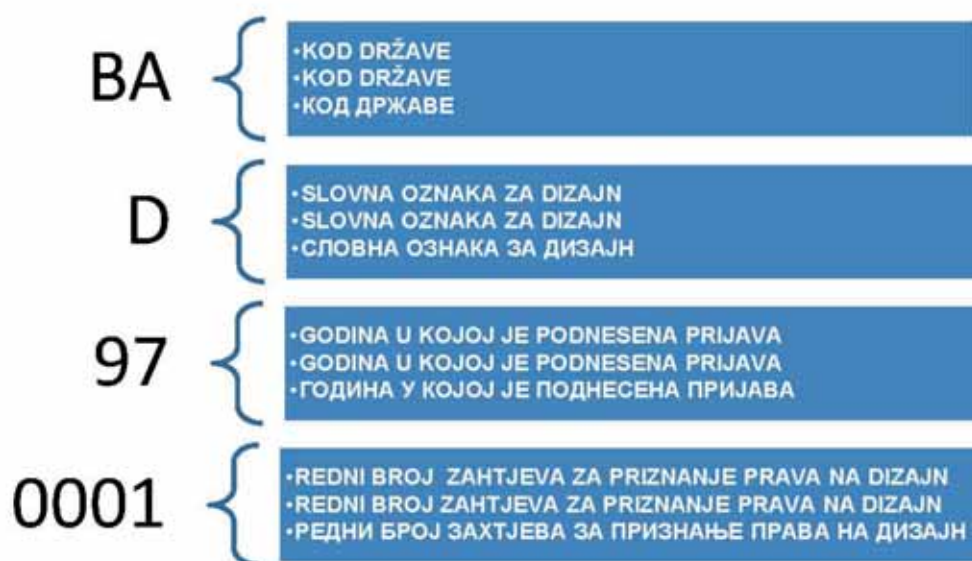 BA
•KOD DRŽAVE
•KOD DRŽAVE
•КОД ДРЖАВЕ
D
•SLOVNA OZNAKA ZA DIZAJN
•SLOVNA OZNAKA ZA DIZAJN
•СЛОВНА ОЗНАКА ЗА ДИЗАЈН
97
•GODINA U KOJOJ JE PODNESENA PRIJAVA
•GODINA U KOJOJ JE PODNESENA PRIJAVA
•ГОДИНА У КОЈОЈ ЈЕ ПОДНЕСЕНА ПРИЈАВА
0001
•REDNI BROJ ZAHTJEVA ZA PRIZNANJE PRAVA NA DIZAJN
•REDNI BROJ ZAHTJEVA ZA PRIZNANJE PRAVA NA DIZAJN
•РЕДНИ БРОЈ ЗАХТЈЕВА ЗА ПРИЗНАЊЕ ПРАВА НА ДИЗАЈН